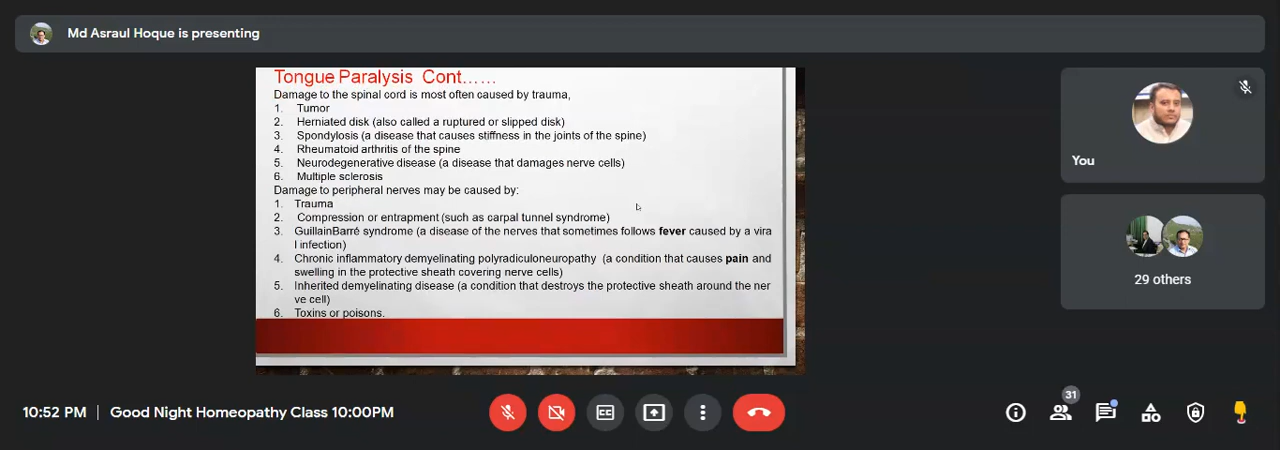 Md Asraul Hoque is presenting
Tongue Paralysis Cont……
Damage to the spinal cord is most often caused by trauma,
1. Tumor
2. Herniated disk (also called a ruptured or slipped disk)
3. Spondylosis (a disease that causes stiffness in the joints of the spine)
4. Rheumatoid arthritis of the spine
5. Neurodegenerative disease (a disease that damages nerve cells)
6. Multiple sclerosis
Damage to peripheral nerves may be caused by:
1. Trauma
2. Compression or entrapment (such as carpal tunnel syndrome)
3. GuillainBarré syndrome (a disease of the nerves that sometimes follows fever caused by a vira
l infection)
4. Chronic inflammatory demyelinating polyradiculoneuropathy (a condition that causes pain and
swelling in the protective sheath covering nerve cells)
5. Inherited demyelinating disease (a condition that destroys the protective sheath around the ner
ve cell)
6. Toxins or poisons.
You
29 others
10:52 PM | Good Night Homeopathy Class 10:00PM
CC
31